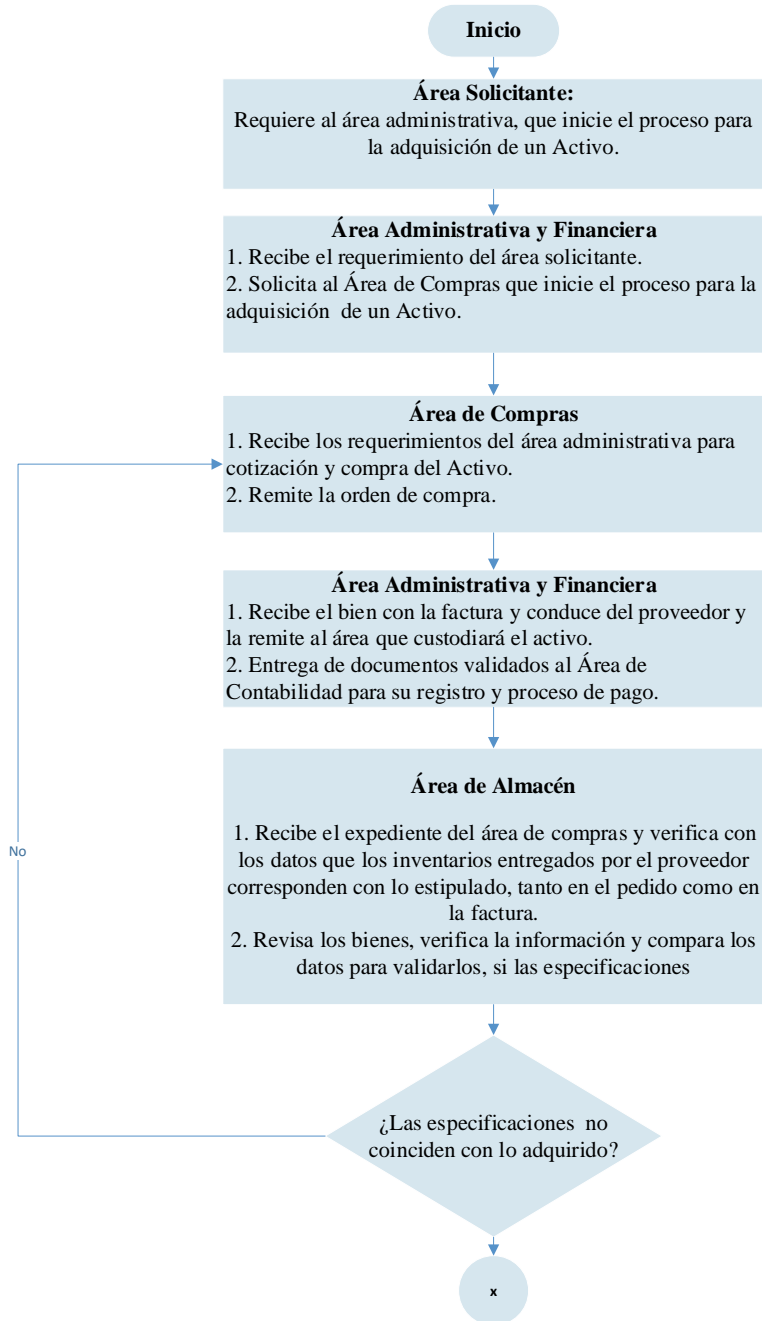 Inicio
Área Solicitante:
Requiere al área administrativa, que inicie el proceso para
la adquisición de un Activo.
Área Administrativa y Financiera
1. Recibe el requerimiento del área solicitante.
2. Solicita al Área de Compras que inicie el proceso para la
adquisición  de un Activo.
Área de Compras
1. Recibe los requerimientos del área administrativa para
cotización y compra del Activo.
2. Remite la orden de compra.
Área Administrativa y Financiera
1. Recibe el bien con la factura y conduce del proveedor y
la remite al área que custodiará el activo.
2. Entrega de documentos validados al Área de
Contabilidad para su registro y proceso de pago.
Área de Almacén
1. Recibe el expediente del área de compras y verifica con
los datos que los inventarios entregados por el proveedor
corresponden con lo estipulado, tanto en el pedido como en
la factura.
2. Revisa los bienes, verifica la información y compara los
datos para validarlos, si las especificaciones
No
¿Las especificaciones  no
coinciden con lo adquirido?
x